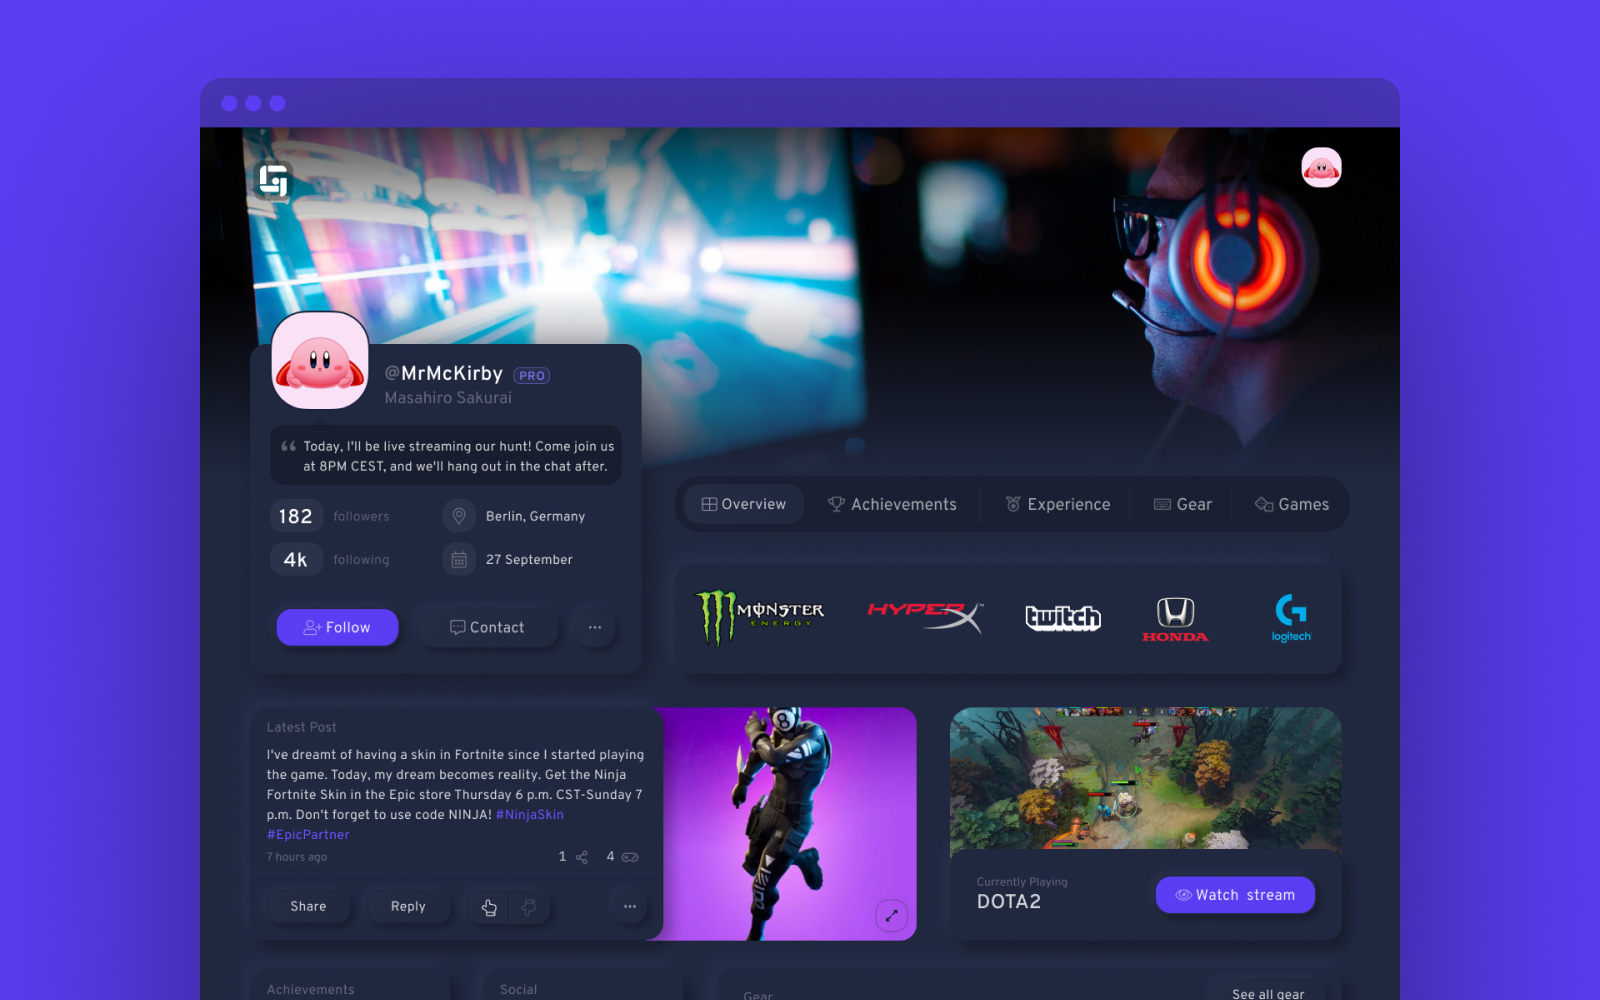 @MrMcKirby PRO
Masahiro Sakurai
Today, I'll be live streaming our hunt! Come join us
at 8PM CEST, and we'll hang out in the chat after.
182 followers
Berlin, Germany
4k following
27 September
Follow
Contact
Overview
Achievements
Experience
Gear
Games
MONSTER
ENERGY
HYPERX
twitch
HONDA
logitech
Latest Post
I've dreamt of having a skin in Fortnite since I started playing
the game. Today, my dream becomes reality. Get the Ninja
Fortnite Skin in the Epic store Thursday 6 p.m. CST-Sunday 7
p.m. Don't forget to use code NINJA! #NinjaSkin
#EpicPartner
7 hours ago
1
4
Share
Reply
8
Currently Playing
DOTA2
Watch stream
Achievements
Social
Gear
See all gear